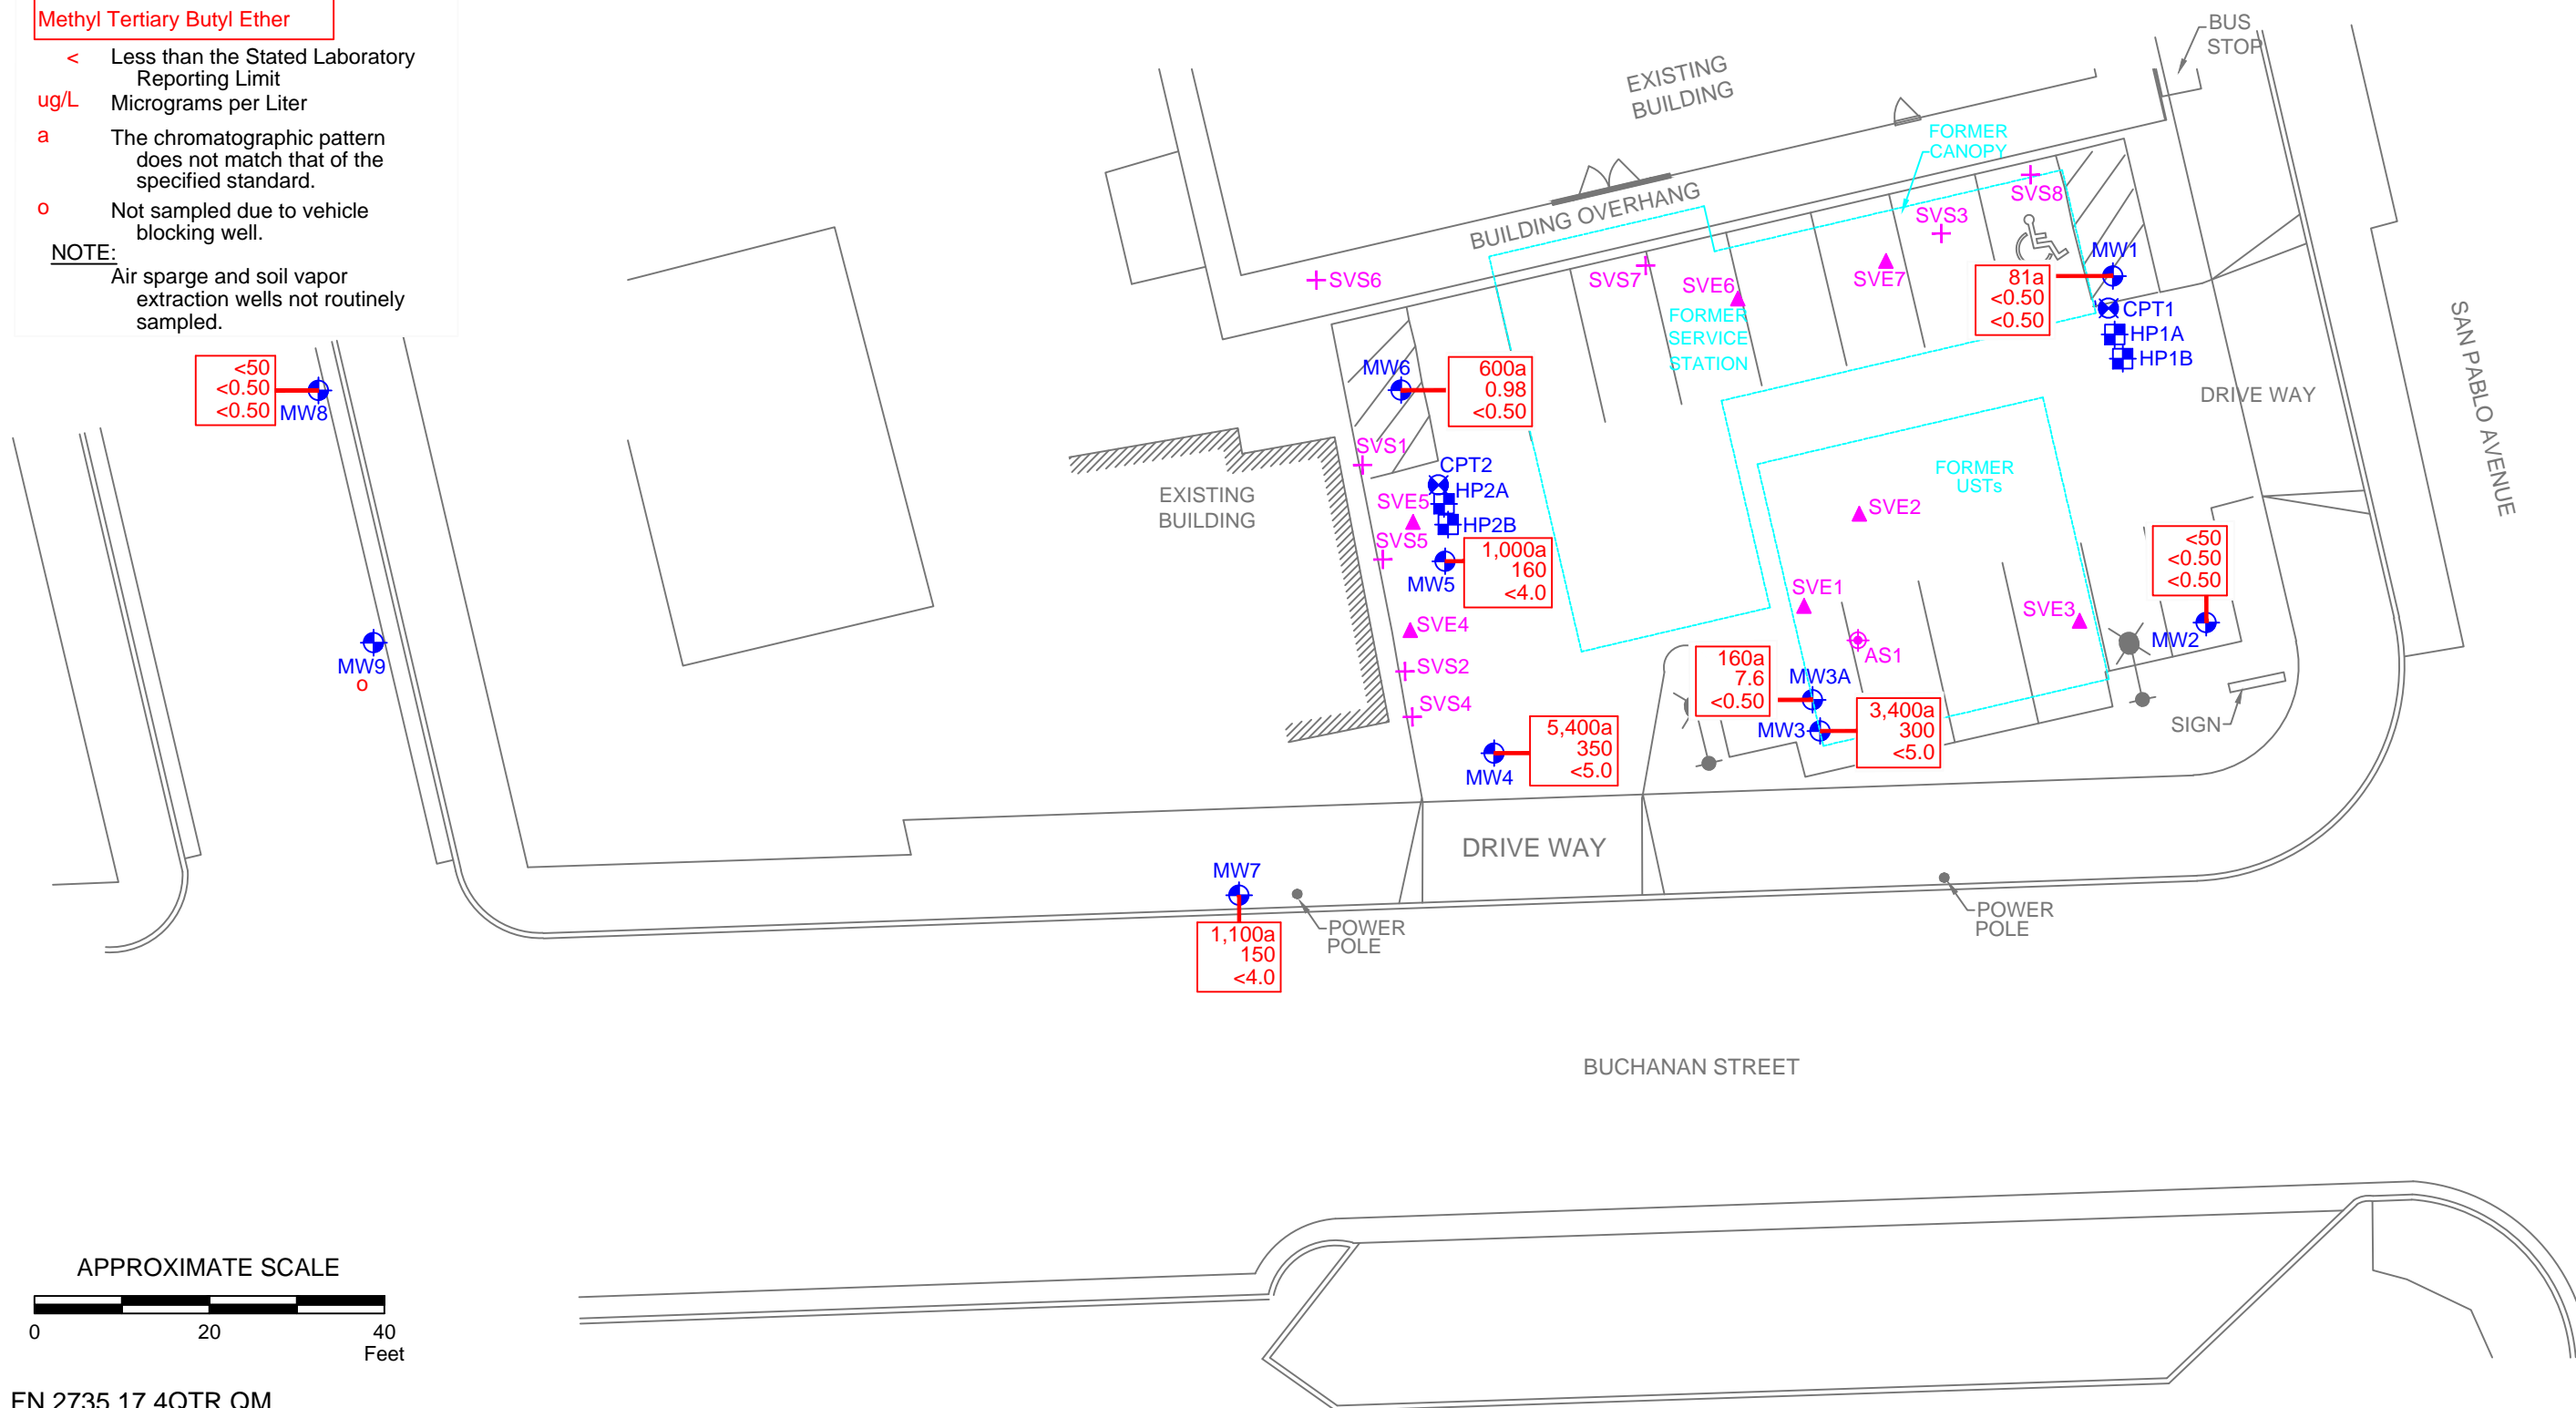 Methyl Tertiary Butyl Ether
< Less than the Stated Laboratory
Reporting Limit
ug/L Micrograms per Liter
a The chromatographic pattern
does not match that of the
specified standard.
o Not sampled due to vehicle
blocking well.
NOTE:
Air sparge and soil vapor
extraction wells not routinely
sampled.
BUS
STOP
EXISTING
BUILDING
FORMER
CANOPY
BUILDING OVERHANG
SVS8
SVS3
MW1
81a
<0.50
<0.50
SVS6
SVS7
SVE6
SVE7
FORMER
SERVICE
STATION
CPT1
HP1A
HP1B
SAN PABLO AVENUE
DRIVE WAY
<50
<0.50
<0.50
MW8
MW6
600a
0.98
<0.50
SVS1
CPT2
HP2A
SVE5
HP2B
SVS5
EXISTING
BUILDING
FORMER
USTs
SVE2
1,000a
160
<4.0
MW5
<50
<0.50
<0.50
MW2
SVE1
SVE3
SVE4
AS1
MW9
o
SVS2
SVS4
160a
7.6
<0.50
MW3A
MW3
3,400a
300
<5.0
SIGN
5,400a
350
<5.0
MW4
DRIVE WAY
MW7
1,100a
150
<4.0
POWER
POLE
POWER
POLE
BUCHANAN STREET
APPROXIMATE SCALE
0 20 40
Feet
FN 2735 17 4QTR QM